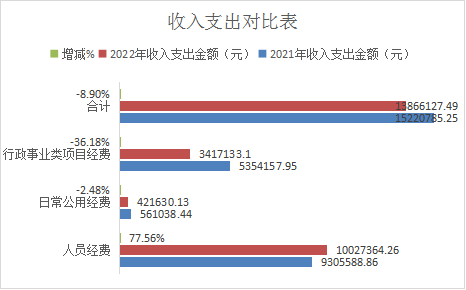 收入支出对比表
增减% 2022年收入支出金额（元） 2021年收入支出金额（元）
-8.90%
合计
13866127.49
15220785.25
-36.18%
行政事业类项目经费
3417133.1
5354157.95
-2.48%
日常公用经费
421630.13
561038.44
77.56%
人员经费
10027364.26
9305588.86